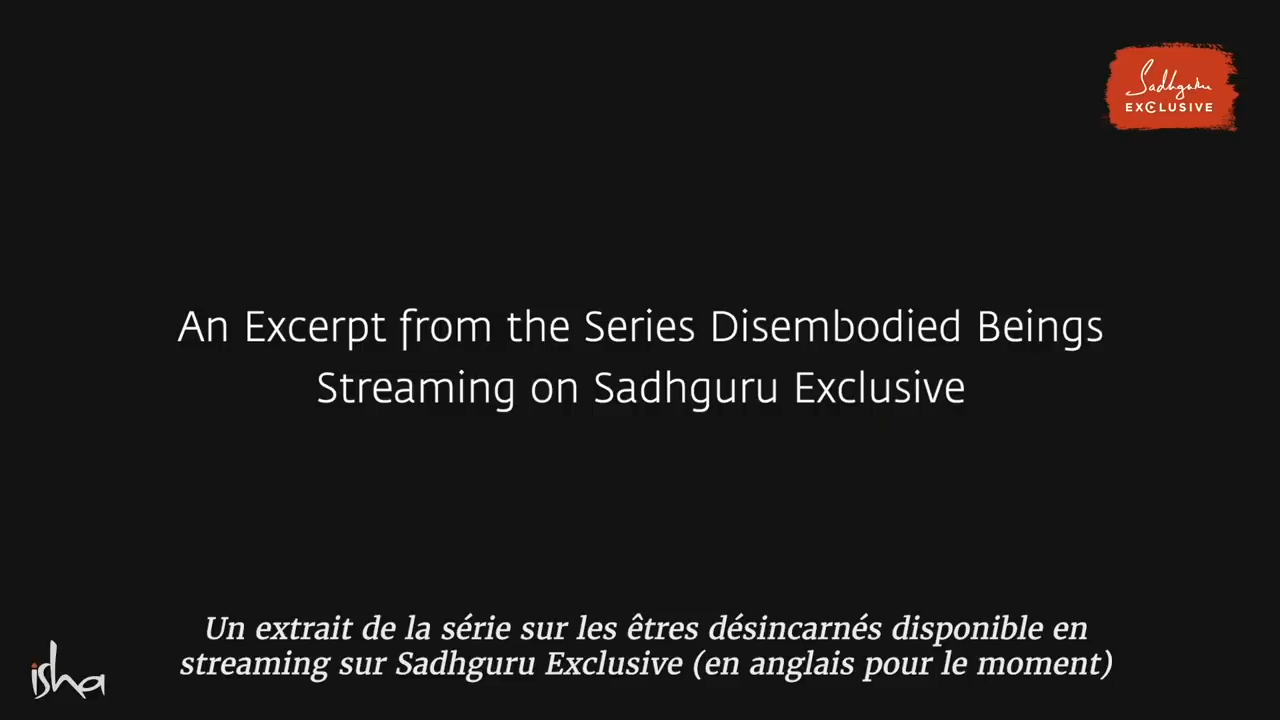 Sadhguru
EXCLUSIVE
An Excerpt from the Series Disembodied Beings
Streaming on Sadhguru Exclusive
Un extrait de la série sur les êtres désincarnés disponible en
streaming sur Sadhguru Exclusive (en anglais pour le moment)
isha